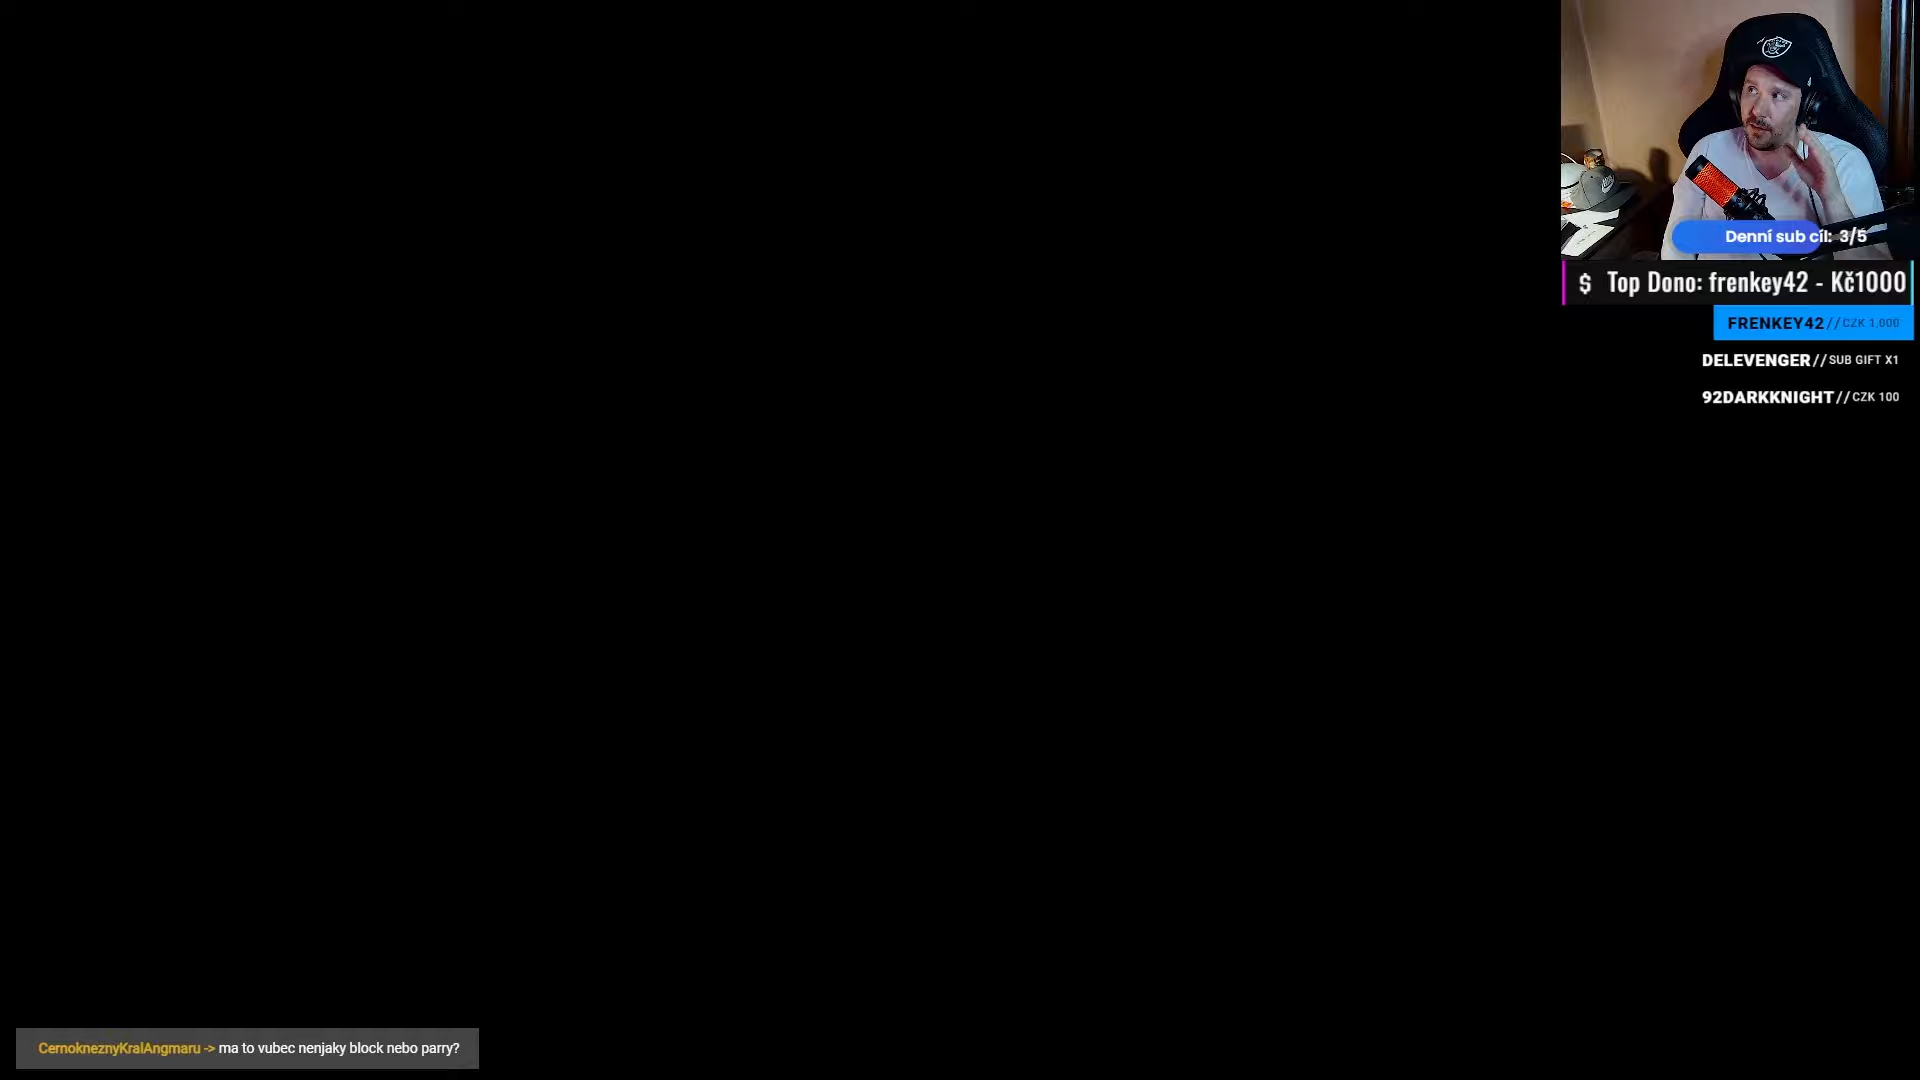 Denní sub cíl: 3/5
$ Top Dono: frenkey42 - Kč1000
FRENKEY42//CZK 1,000
DELEVENGER//SUB GIFT X1
92DARKKNIGHT//CZK 100
CernokneznyKralAngmaru -> ma to vubec nenjaky block nebo parry?